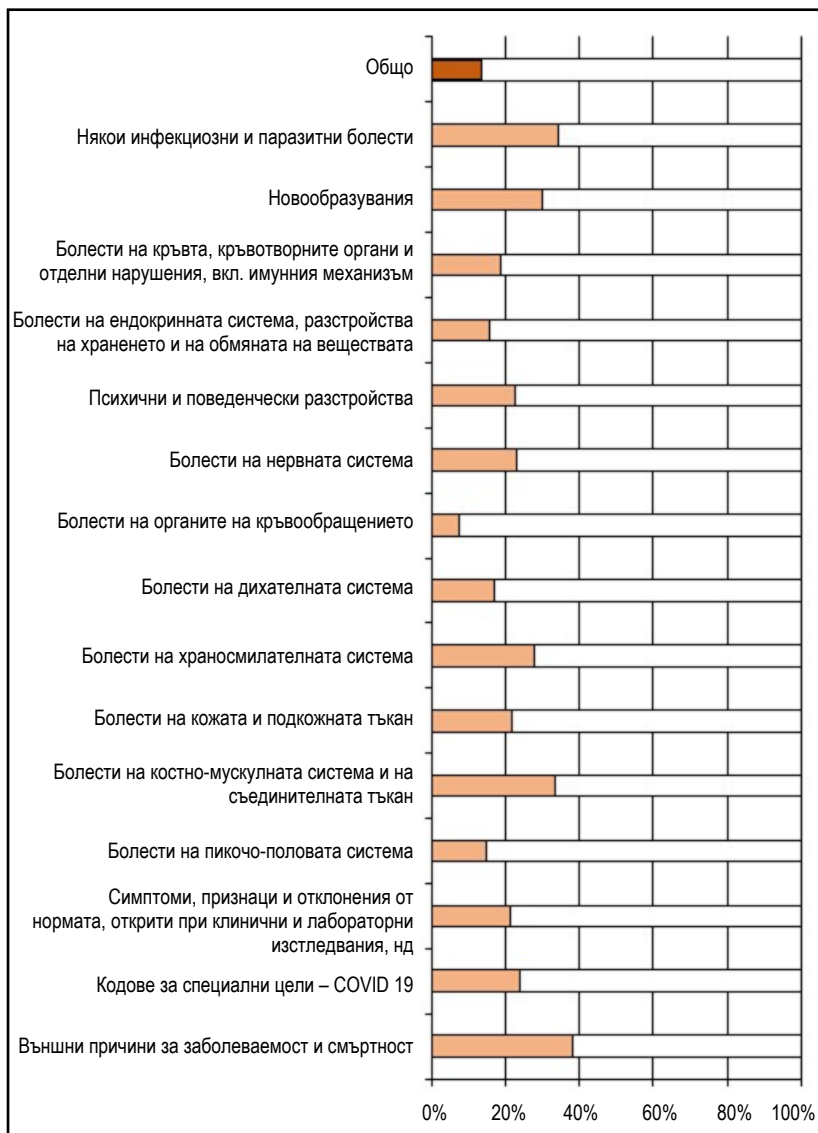 Общо
Някои инфекциозни и паразитни болести
Новообразувания
Болести на кръвта, кръвотворните органи и
отделни нарушения, вкл. имунния механизъм
Болести на ендокринната система, разстройства
на храненето и на обмяната на веществата
Психични и поведенчески разстройства
Болести на нервната система
Болести на органите на кръвообращението
Болести на дихателната система
Болести на храносмилателната система
Болести на кожата и подкожната тъкан
Болести на костно-мускулната система и на
съединителната тъкан
Болести на пикочо-половата система
Симптоми, признаци и отклонения от
нормата, открити при клинични и лабораторни
изстледвания, нд
Кодове за специални цели – COVID 19
Външни причини за заболеваемост и смъртност
0% 20% 40% 60% 80% 100%